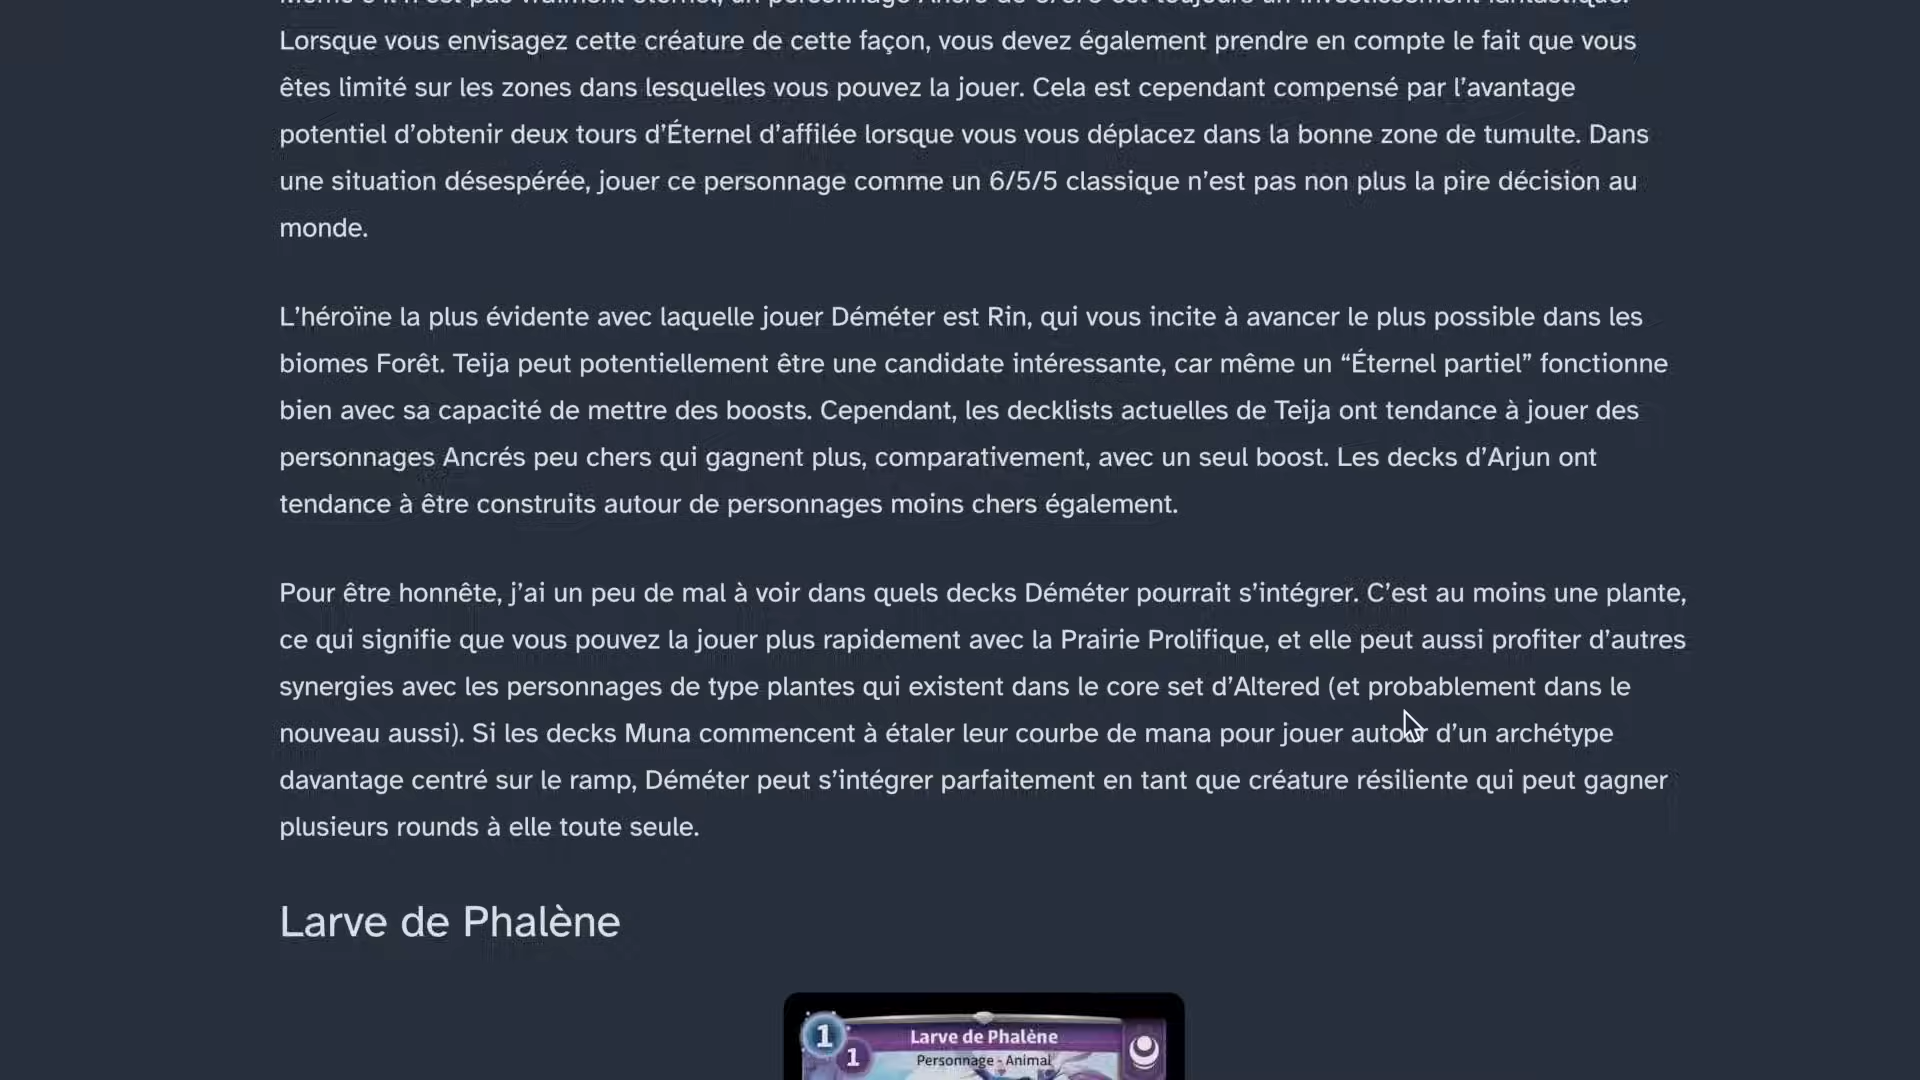 Lorsque vous envisagez cette créature de cette façon, vous devez également prendre en compte le fait que vous
êtes limité sur les zones dans lesquelles vous pouvez la jouer. Cela est cependant compensé par l’avantage
potentiel d’obtenir deux tours d’Éternel d’affilée lorsque vous vous déplacez dans la bonne zone de tumulte. Dans
une situation désespérée, jouer ce personnage comme un 6/5/5 classique n’est pas non plus la pire décision au
monde.
L’héroïne la plus évidente avec laquelle jouer Déméter est Rin, qui vous incite à avancer le plus possible dans les
biomes Forêt. Teija peut potentiellement être une candidate intéressante, car même un “Éternel partiel” fonctionne
bien avec sa capacité de mettre des boosts. Cependant, les decklists actuelles de Teija ont tendance à jouer des
personnages Ancrés peu chers qui gagnent plus, comparativement, avec un seul boost. Les decks d’Arjun ont
tendance à être construits autour de personnages moins chers également.
Pour être honnête, j’ai un peu de mal à voir dans quels decks Déméter pourrait s’intégrer. C’est au moins une plante,
ce qui signifie que vous pouvez la jouer plus rapidement avec la Prairie Prolifique, et elle peut aussi profiter d’autres
synergies avec les personnages de type plantes qui existent dans le core set d’Altered (et probablement dans le
nouveau aussi). Si les decks Muna commencent à étaler leur courbe de mana pour jouer autour d’un archétype
davantage centré sur le ramp, Déméter peut s’intégrer parfaitement en tant que créature résiliente qui peut gagner
plusieurs rounds à elle toute seule.
Larve de Phalène
1
Larve de Phalène
1
Personnage - Animal